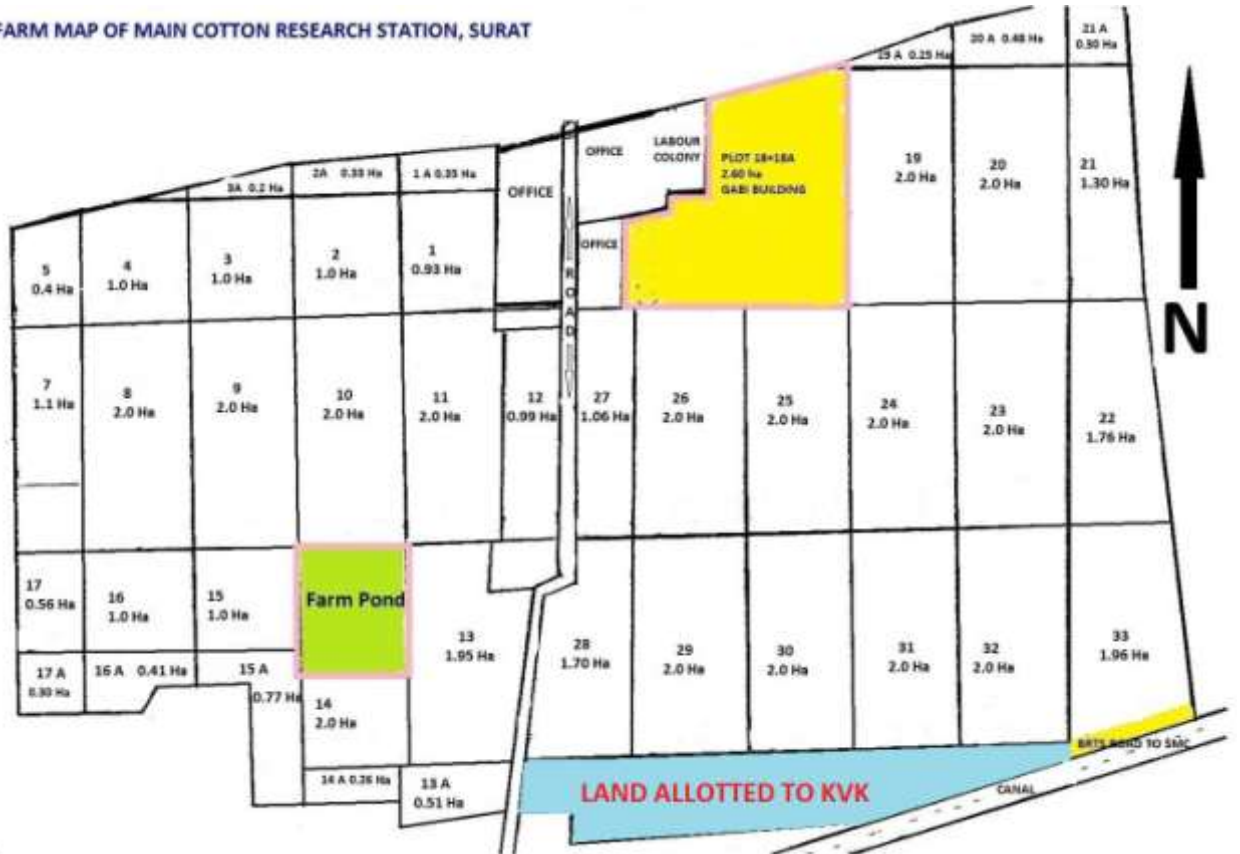 FARM MAP OF MAIN COTTON RESEARCH STATION, SURAT
19 A 0.25 Ha
20 A 0.48 Ha
21 A
0.30 Ha
3A 0.2 Ha
2A 0.33 Ha
1 A 0.35 Ha
OFFICE
OFFICE
LABOUR
COLONY
PLOT 18+18A
2.60 ha
GABI BUILDING
19
2.0 Ha
20
2.0 Ha
21
1.30 Ha
5
0.4 Ha
4
1.0 Ha
3
1.0 Ha
2
1.0 Ha
1
0.93 Ha
OFFICE
ROAD
N
7
1.1 Ha
8
2.0 Ha
9
2.0 Ha
10
2.0 Ha
11
2.0 Ha
12
0.99 Ha
27
1.06 Ha
26
2.0 Ha
25
2.0 Ha
24
2.0 Ha
23
2.0 Ha
22
1.76 Ha
17
0.56 Ha
16
1.0 Ha
15
1.0 Ha
Farm Pond
13
1.95 Ha
28
1.70 Ha
29
2.0 Ha
30
2.0 Ha
31
2.0 Ha
32
2.0 Ha
33
1.96 Ha
17 A
0.30 Ha
16 A 0.41 Ha
15 A
0.77 Ha
14
2.0 Ha
14 A 0.26 Ha
13 A
0.51 Ha
LAND ALLOTTED TO KVK
BRTS ROAD TO SMC
CANAL